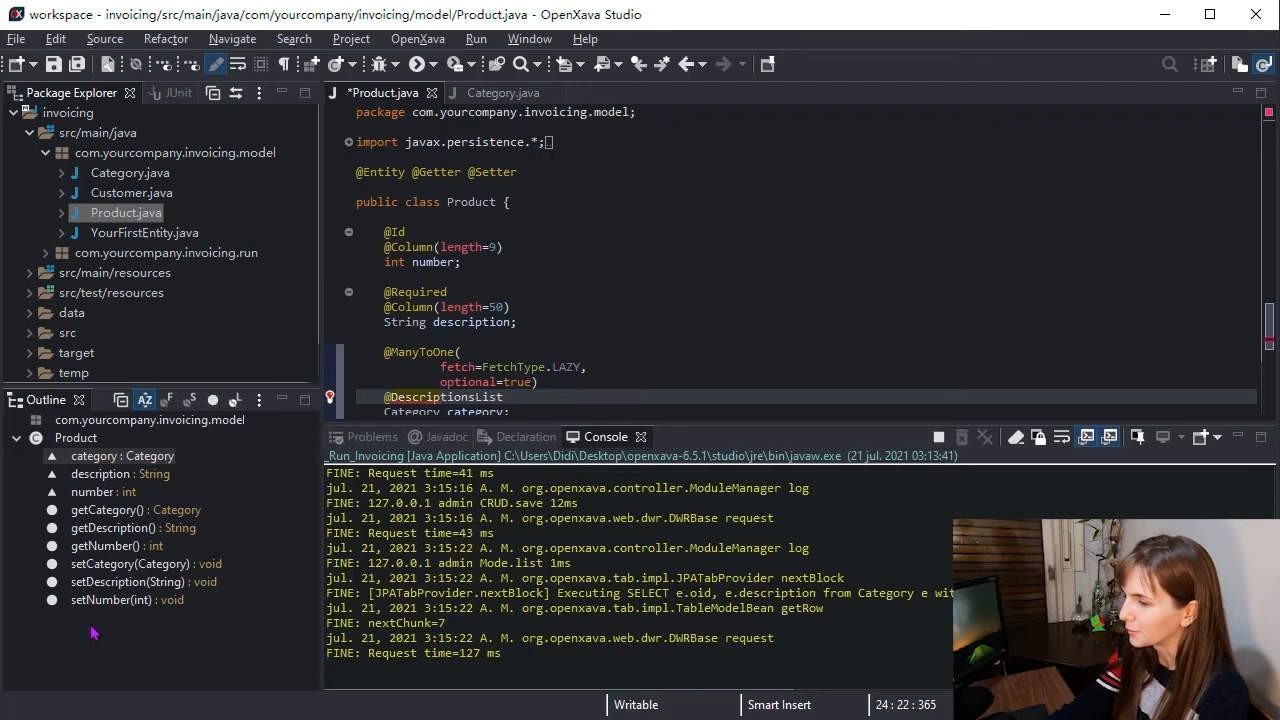 workspace - invoicing/src/main/java/com/yourcompany/invoicing/model/Product.java - OpenXava Studio
File Edit Source Refactor Navigate Search Project OpenXava Run Window Help
Package Explorer JUnit
invoicing
src/main/java
com.yourcompany.invoicing.model
Category.java
Customer.java
Product.java
YourFirstEntity.java
com.yourcompany.invoicing.run
src/main/resources
src/test/resources
data
src
target
temp
Outline
com.yourcompany.invoicing.model
Product
category : Category
description : String
number : int
getCategory() : Category
getDescription() : String
getNumber() : int
setCategory(Category) : void
setDescription(String) : void
setNumber(int) : void
*Product.java Category.java
package com.yourcompany.invoicing.model;
import javax.persistence.*;
@Entity @Getter @Setter
public class Product {
@Id
@Column(length=9)
int number;
@Required
@Column(length=50)
String description;
@ManyToOne(
fetch=FetchType.LAZY,
optional=true)
@DescriptionsList
Category category;
Problems Javadoc Declaration Console
_Run_Invoicing [Java Application] C:\Users\Didi\Desktop\openxava-6.5.1\studio\jre\bin\javaw.exe (21 jul. 2021 03:13:41)
FINE: Request time=41 ms
jul. 21, 2021 3:15:16 A. M. org.openxava.controller.ModuleManager log
FINE: 127.0.0.1 admin CRUD.save 12ms
jul. 21, 2021 3:15:16 A. M. org.openxava.web.dwr.DWRBase request
FINE: Request time=43 ms
jul. 21, 2021 3:15:22 A. M. org.openxava.controller.ModuleManager log
FINE: 127.0.0.1 admin Mode.list 1ms
jul. 21, 2021 3:15:22 A. M. org.openxava.tab.impl.JPATabProvider nextBlock
FINE: [JPATabProvider.nextBlock] Executing SELECT e.oid, e.description from Category e wit
jul. 21, 2021 3:15:22 A. M. org.openxava.tab.impl.TableModelBean getRow
FINE: nextChunk=7
jul. 21, 2021 3:15:22 A. M. org.openxava.web.dwr.DWRBase request
FINE: Request time=127 ms
Writable Smart Insert 24 : 22 : 365